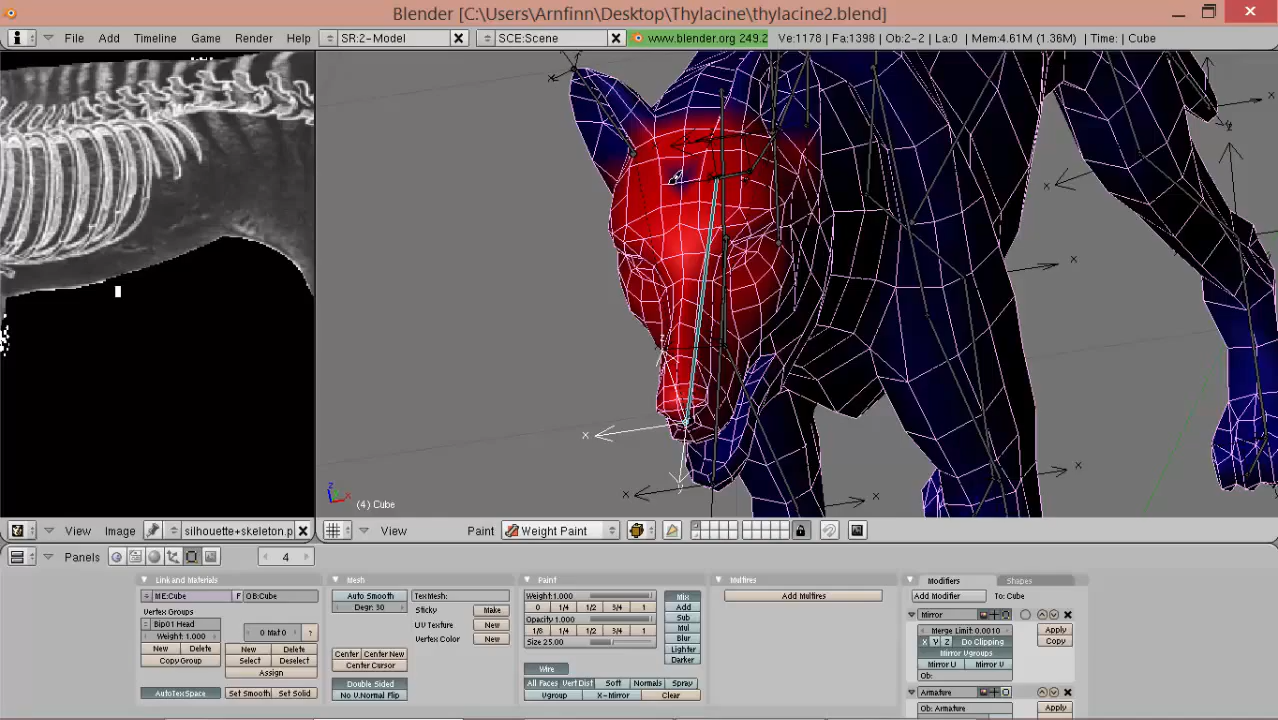 Blender [C:\Users\Arnfinn\Desktop\Thylacine\thylacine2.blend]
File Add Timeline Game Render Help SR:2-Model SCE:Scene www.blender.org 249.2 Ve:1178 | Fa:1398 | Ob:2-2 | La:0 | Mem:4.61M (1.36M) | Time: | Cube
x
x
x
x
x
x
x
x
(4) Cube
View Image silhouette+skeleton.p View Paint Weight Paint
Panels 4
Link and Materials Mesh Paint Multires Modifiers Shapes
ME:Cube F OB:Cube Auto Smooth TexMesh: Weight:1.000 Mix Add Multires Add Modifier To: Cube
Vertex Groups Degr: 30 Sticky Make 0 1/4 1/2 3/4 1 Add Mirror
Bip01 Head UV Texture New Opacity 1.000 Sub
Weight: 1.000 0 Mat 0 ? Vertex Color New 1/8 1/4 1/2 3/4 1 Mul Merge Limit: 0.0010 Apply
New Delete New Delete Center Center New Size 25.00 Blur X Y Z Do Clipping Copy
Copy Group Select Deselect Center Cursor Lighter Mirror Vgroups
Assign Wire Darker Mirror U Mirror V
Double Sided All Faces Vert Dist Soft Normals Spray Ob:
AutoTexSpace Set Smooth Set Solid No V.Normal Flip Vgroup X-Mirror Clear Armature
Ob: Armature Apply